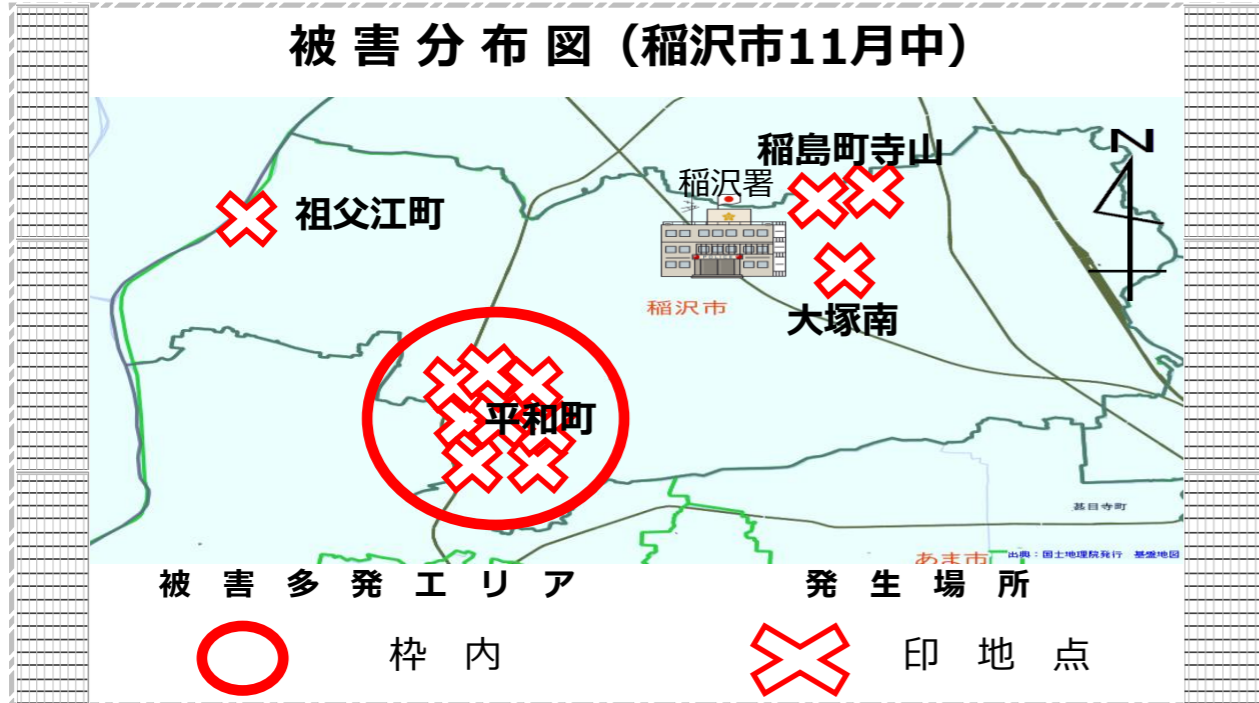 被害分布図（稲沢市11月中）
稲島町寺山
N
稲沢署
祖父江町
稲沢市
大塚南
平和町
甚目寺町
あま市
出典：国土地理院発行　基盤地図
被害多発エリア
発生場所
枠内
印地点